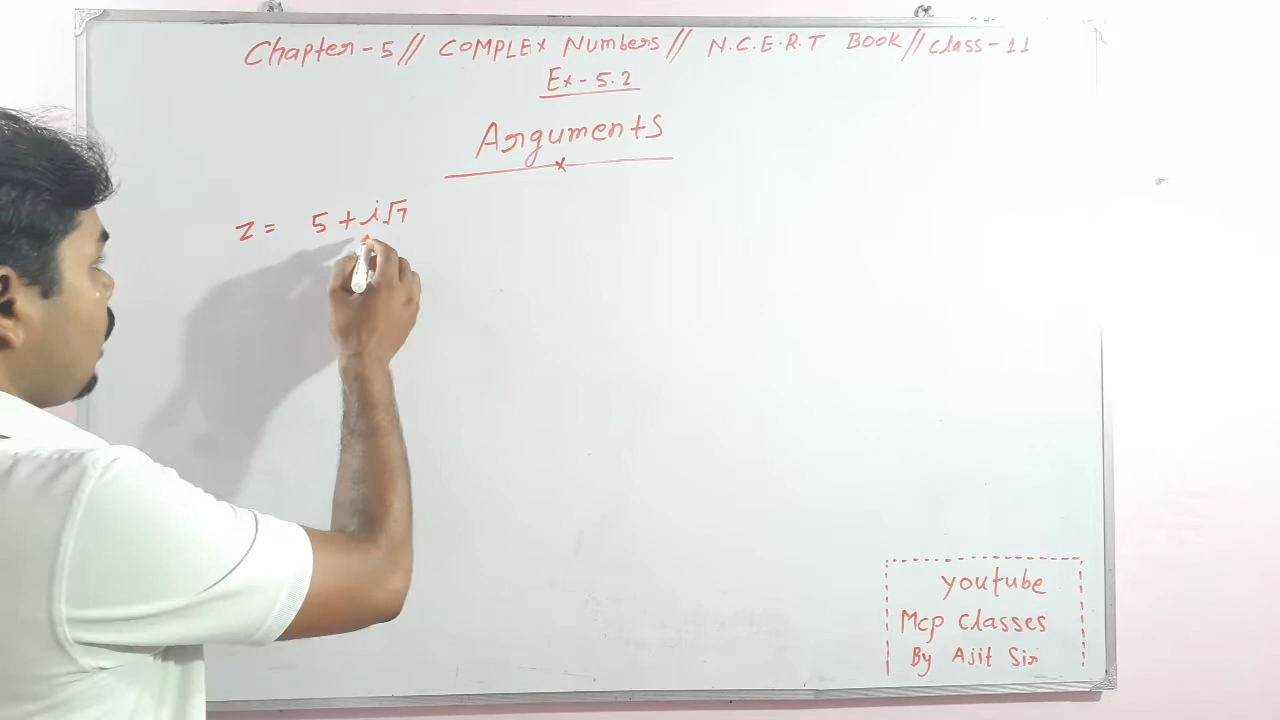 Chapter-5// COMPLEX Numbers// N.C.E.R.T BOOK// Class-11
Ex-5.2
Arguments
z = 5+i√7
youtube
Mcp Classes
By Ajit Sir